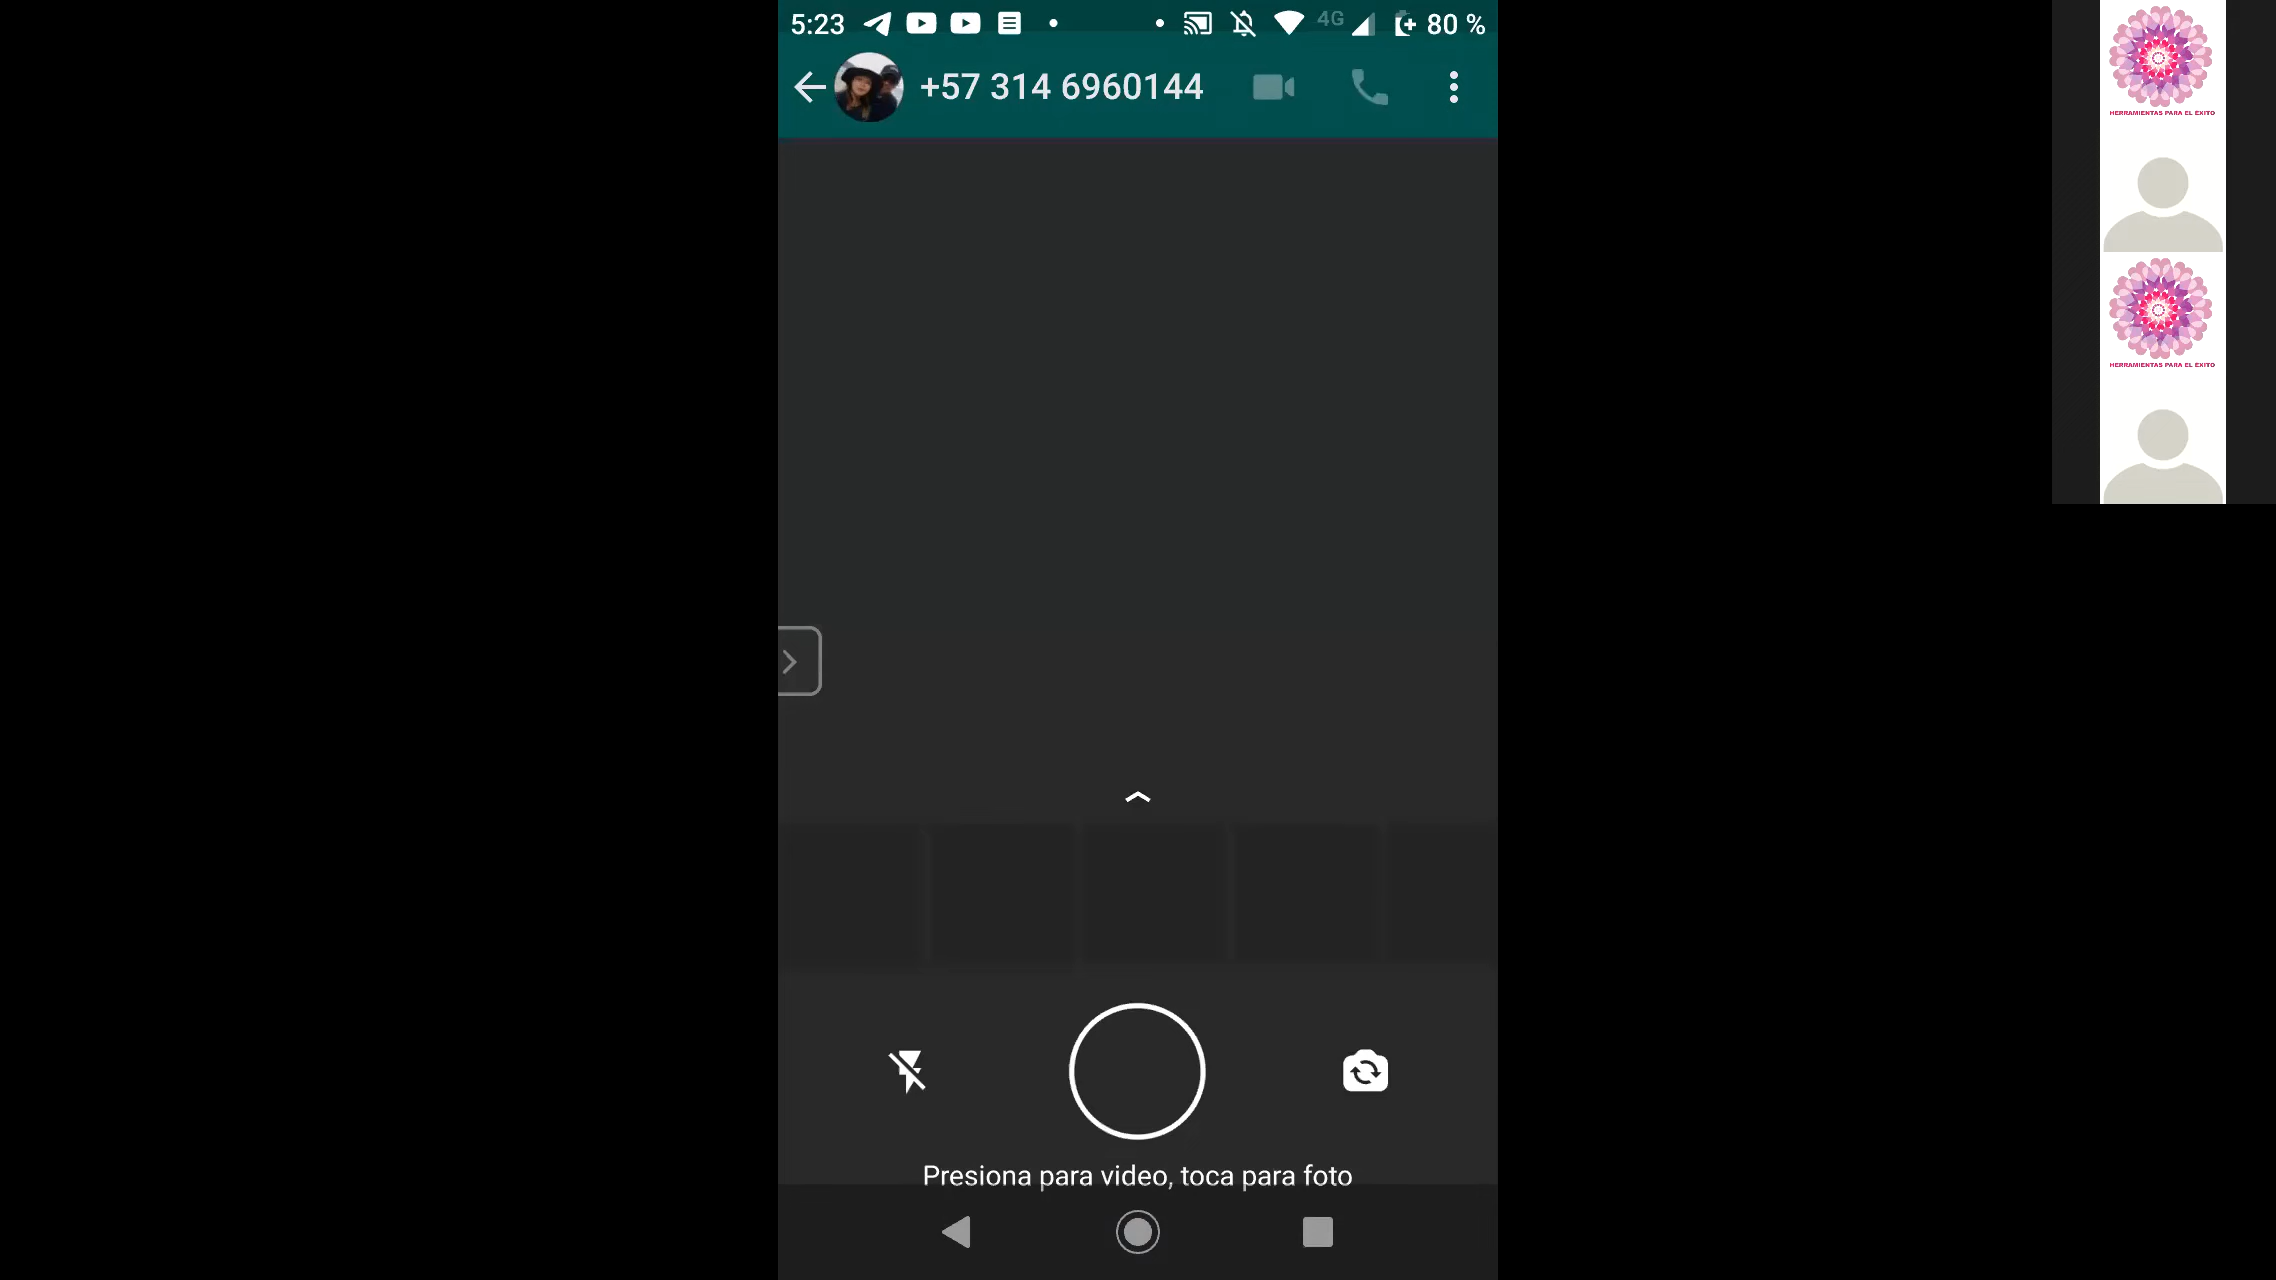 5:23
4G
80 %
+57 314 6960144
Presiona para video, toca para foto
HERRAMIENTAS PARA EL EXITO
HERRAMIENTAS PARA EL EXITO